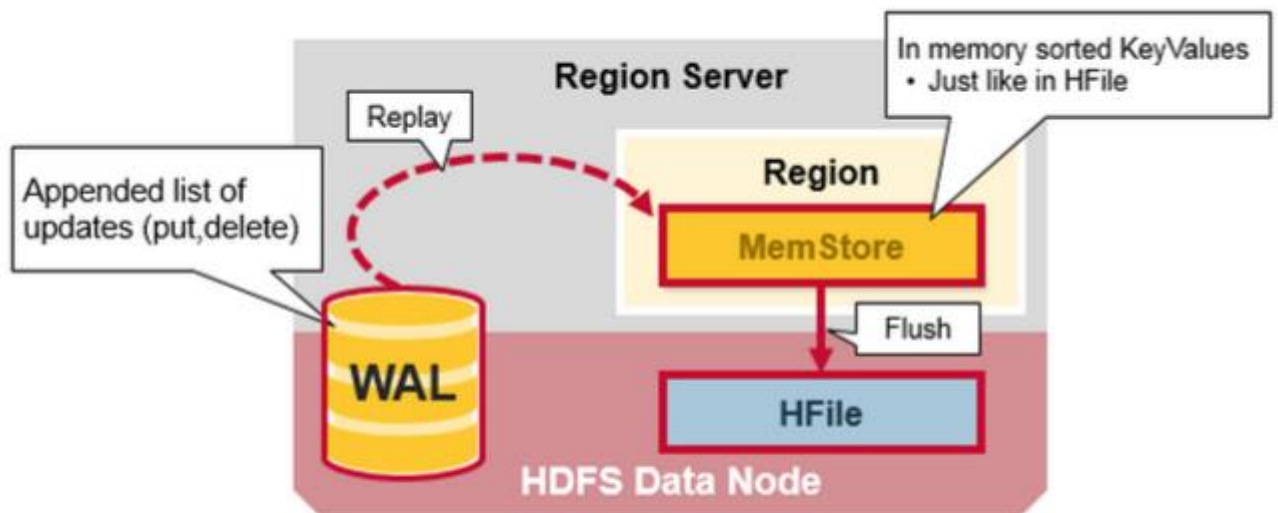 Region Server
In memory sorted KeyValues
• Just like in HFile
Replay
Appended list of
updates (put,delete)
Region
MemStore
Flush
WAL
HFile
HDFS Data Node